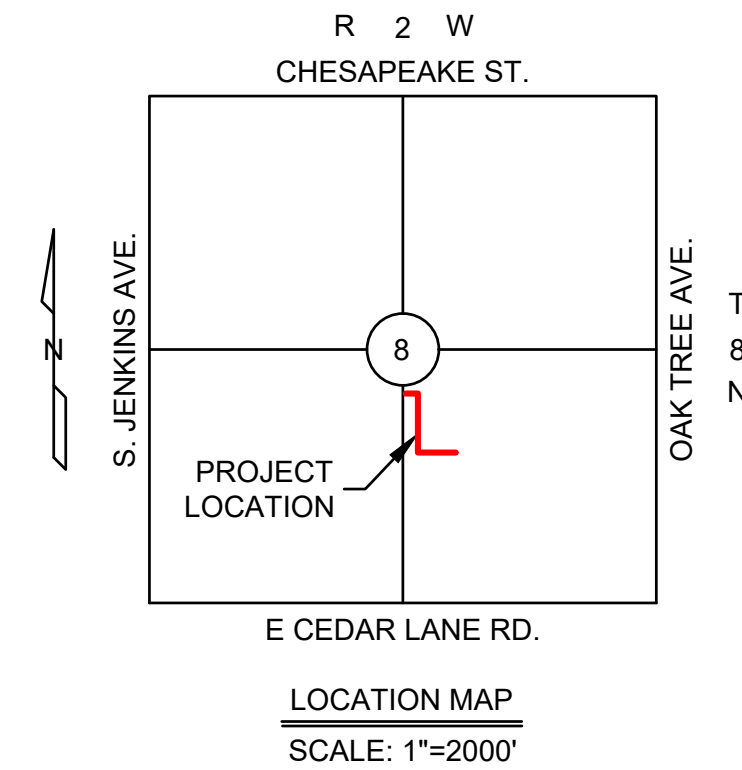 R 2 W
CHESAPEAKE ST.
S. JENKINS AVE.
N
8
OAK TREE AVE.
T
8
N
PROJECT
LOCATION
E CEDAR LANE RD.
LOCATION MAP
SCALE: 1"=2000'